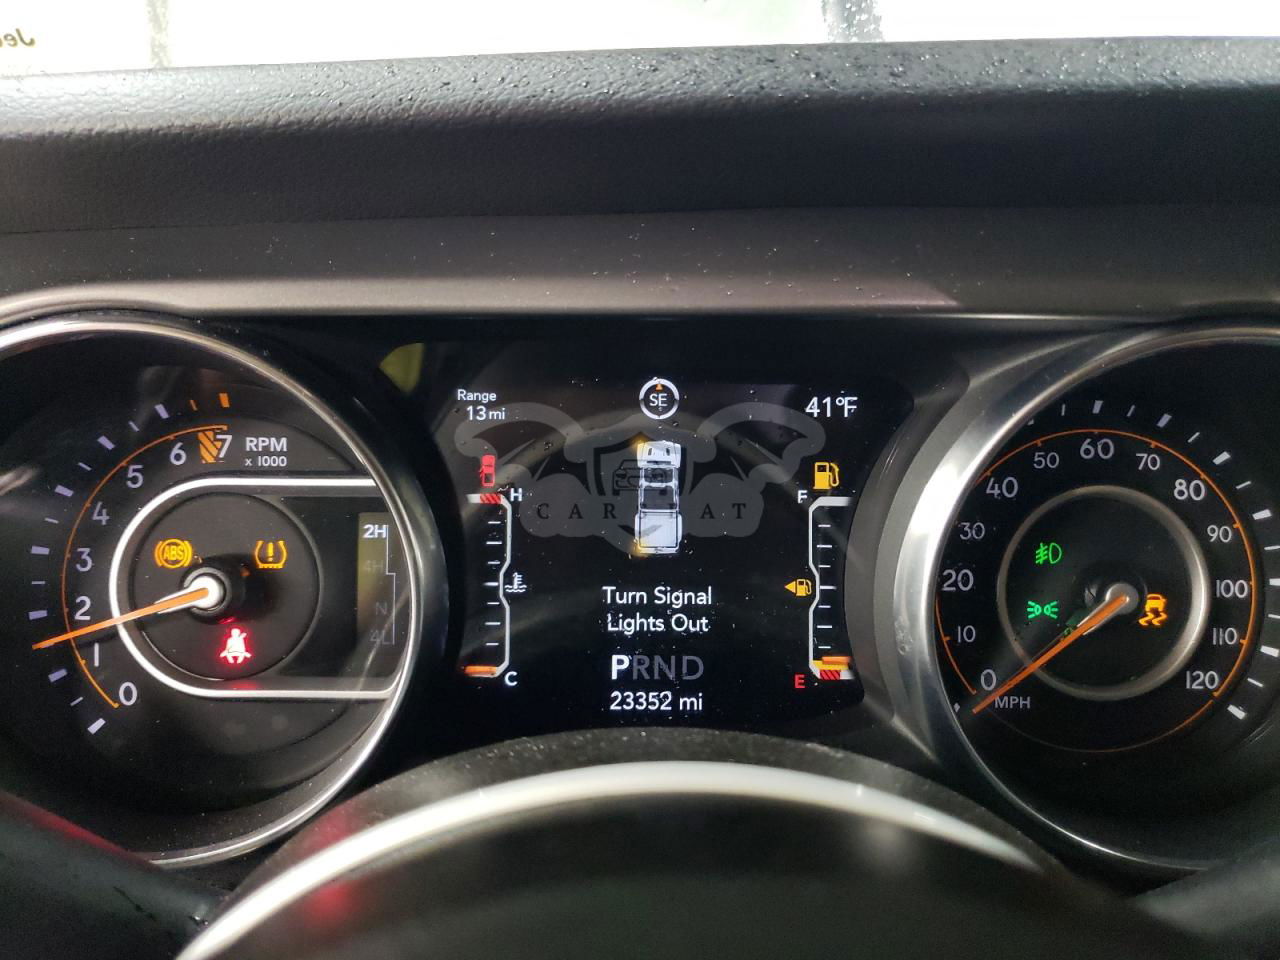 Jee
Range
13 mi
SE
41°F
7 RPM
x 1000
6
5
4
3
2
1
0
ABS
2H
4H
N
4L
H
C
F
E
Turn Signal
Lights Out
PRND
23352 mi
0
10
20
30
40
50
60
70
80
90
100
110
120
MPH